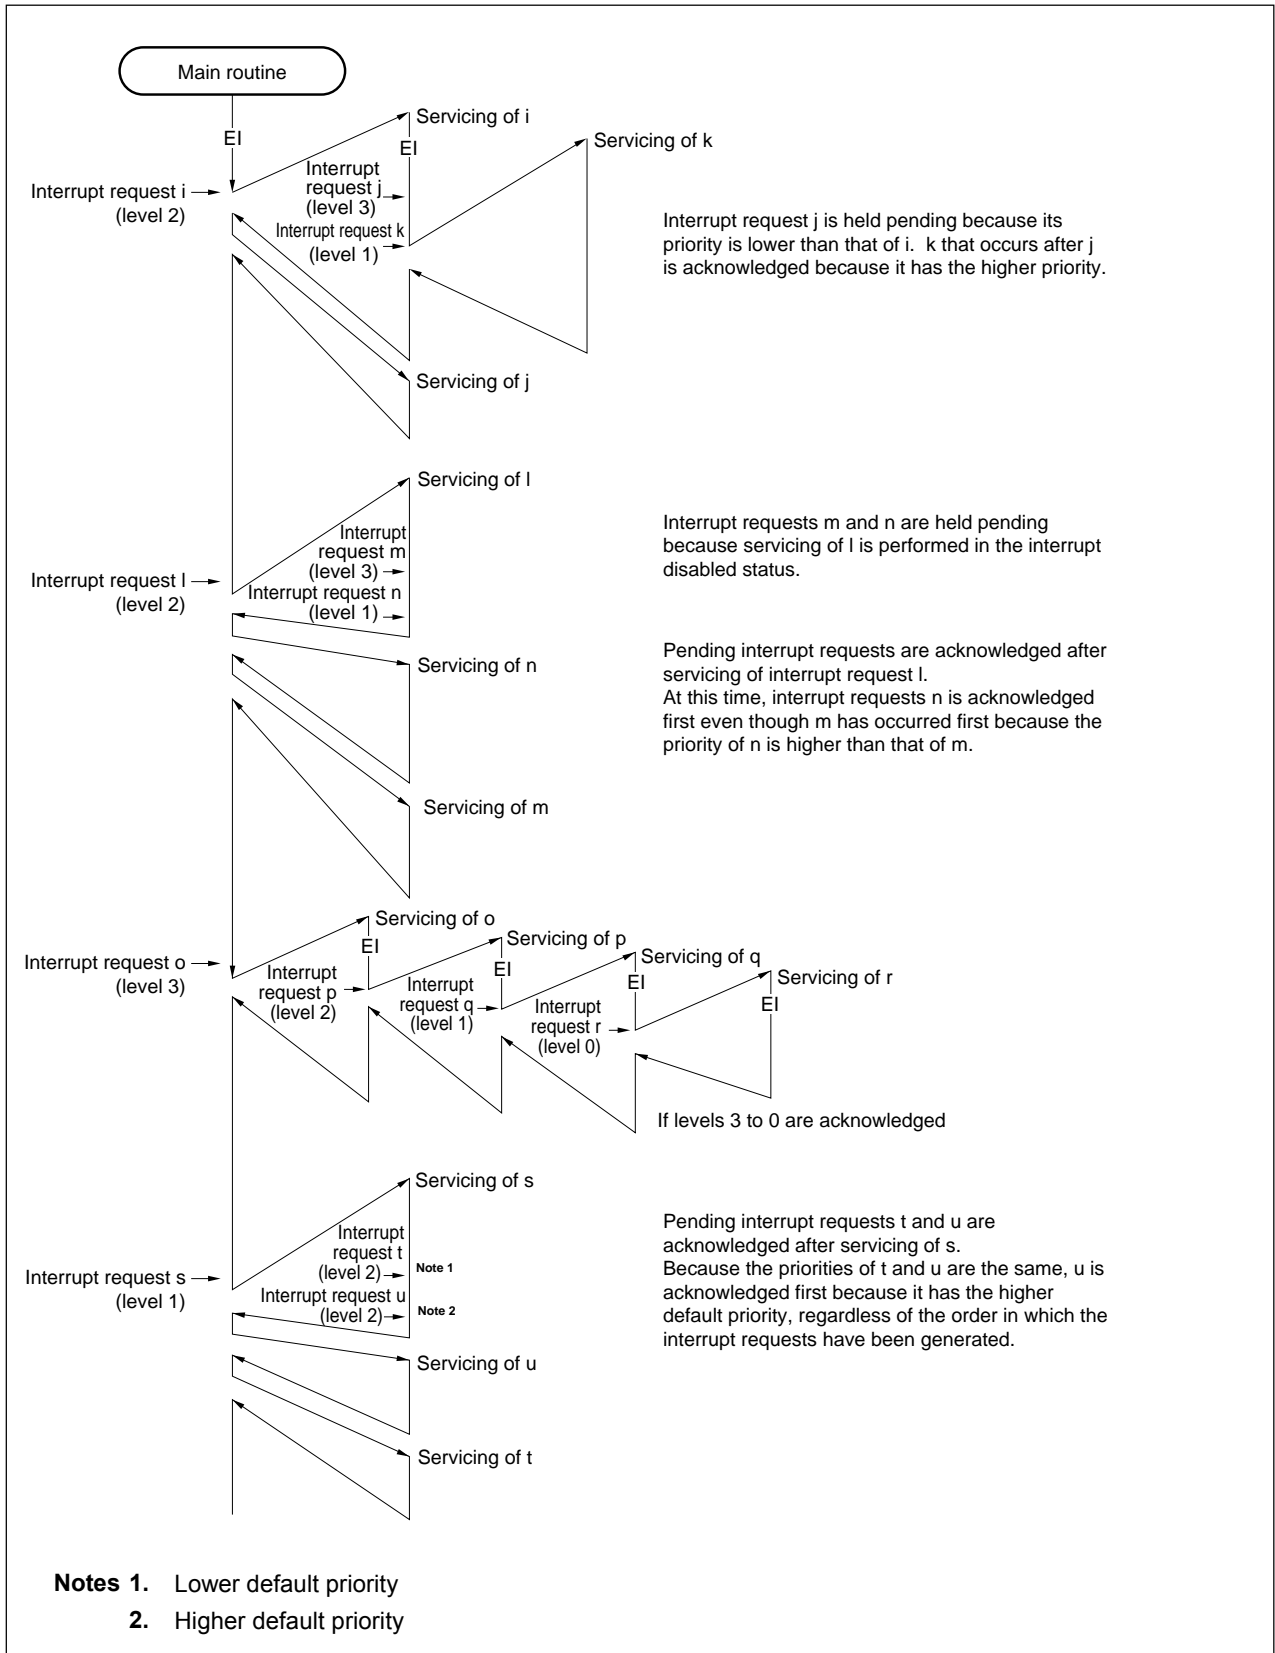 Main routine
EI
Servicing of i
EI
Servicing of k
Interrupt request i
(level 2)
Interrupt
request j
(level 3)
Interrupt request k
(level 1)
Interrupt request j is held pending because its
priority is lower than that of i.  k that occurs after j
is acknowledged because it has the higher priority.
Servicing of j
Servicing of l
Interrupt
request m
(level 3)
Interrupt request n
(level 1)
Interrupt request l
(level 2)
Interrupt requests m and n are held pending
because servicing of l is performed in the interrupt
disabled status.
Servicing of n
Pending interrupt requests are acknowledged after
servicing of interrupt request l.
At this time, interrupt requests n is acknowledged
first even though m has occurred first because the
priority of n is higher than that of m.
Servicing of m
Servicing of o
EI
Servicing of p
EI
Servicing of q
EI
Servicing of r
EI
Interrupt request o
(level 3)
Interrupt
request p
(level 2)
Interrupt
request q
(level 1)
Interrupt
request r
(level 0)
If levels 3 to 0 are acknowledged
Servicing of s
Interrupt
request t
(level 2)
Note 1
Interrupt request u
(level 2)
Note 2
Interrupt request s
(level 1)
Pending interrupt requests t and u are
acknowledged after servicing of s.
Because the priorities of t and u are the same, u is
acknowledged first because it has the higher
default priority, regardless of the order in which the
interrupt requests have been generated.
Servicing of u
Servicing of t
Notes 1. Lower default priority
2. Higher default priority